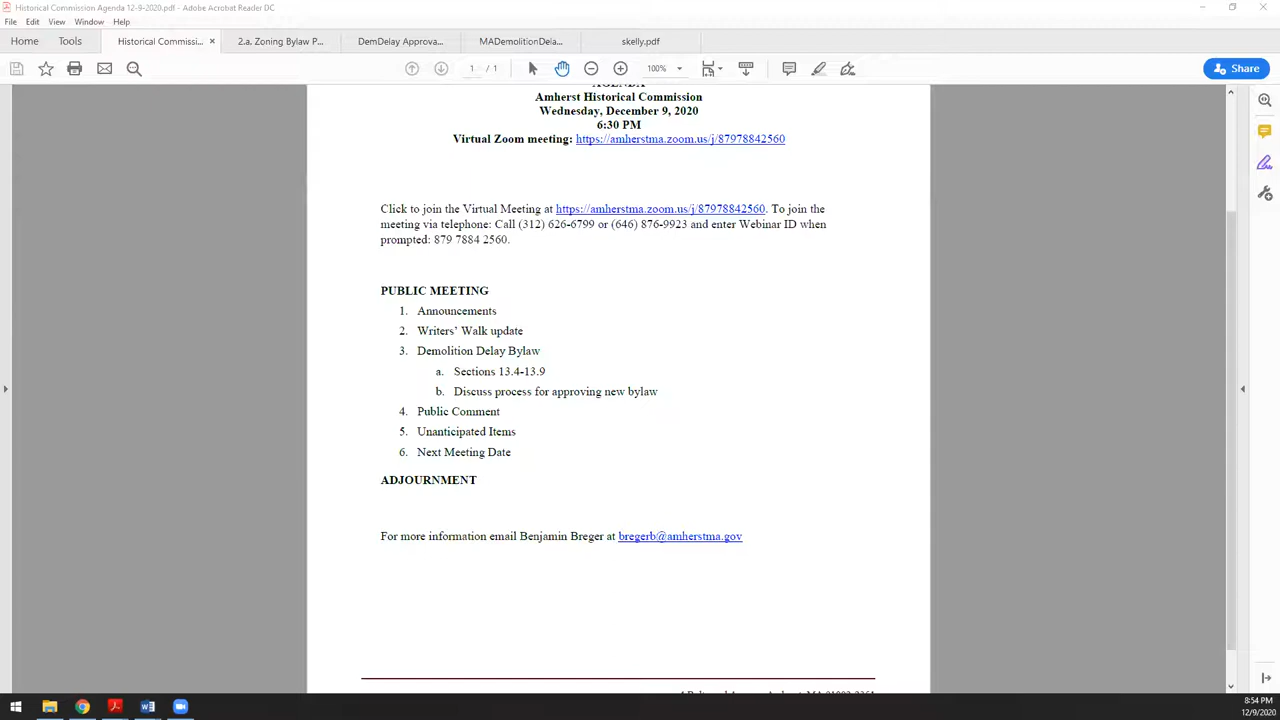 Historical Commission Agenda 12-9-2020.pdf - Adobe Acrobat Reader DC
File Edit View Window Help
Home Tools Historical Commissi... × 2.a. Zoning Bylaw P... DemDelay Approva... MADemolitionDela... skelly.pdf
1 / 1 100% Share
AGENDA
Amherst Historical Commission
Wednesday, December 9, 2020
6:30 PM
Virtual Zoom meeting: https://amherstma.zoom.us/j/87978842560
Click to join the Virtual Meeting at https://amherstma.zoom.us/j/87978842560. To join the
meeting via telephone: Call (312) 626-6799 or (646) 876-9923 and enter Webinar ID when
prompted: 879 7884 2560.
PUBLIC MEETING
1. Announcements
2. Writers’ Walk update
3. Demolition Delay Bylaw
a. Sections 13.4-13.9
b. Discuss process for approving new bylaw
4. Public Comment
5. Unanticipated Items
6. Next Meeting Date
ADJOURNMENT
For more information email Benjamin Breger at bregerb@amherstma.gov
8:54 PM
12/9/2020